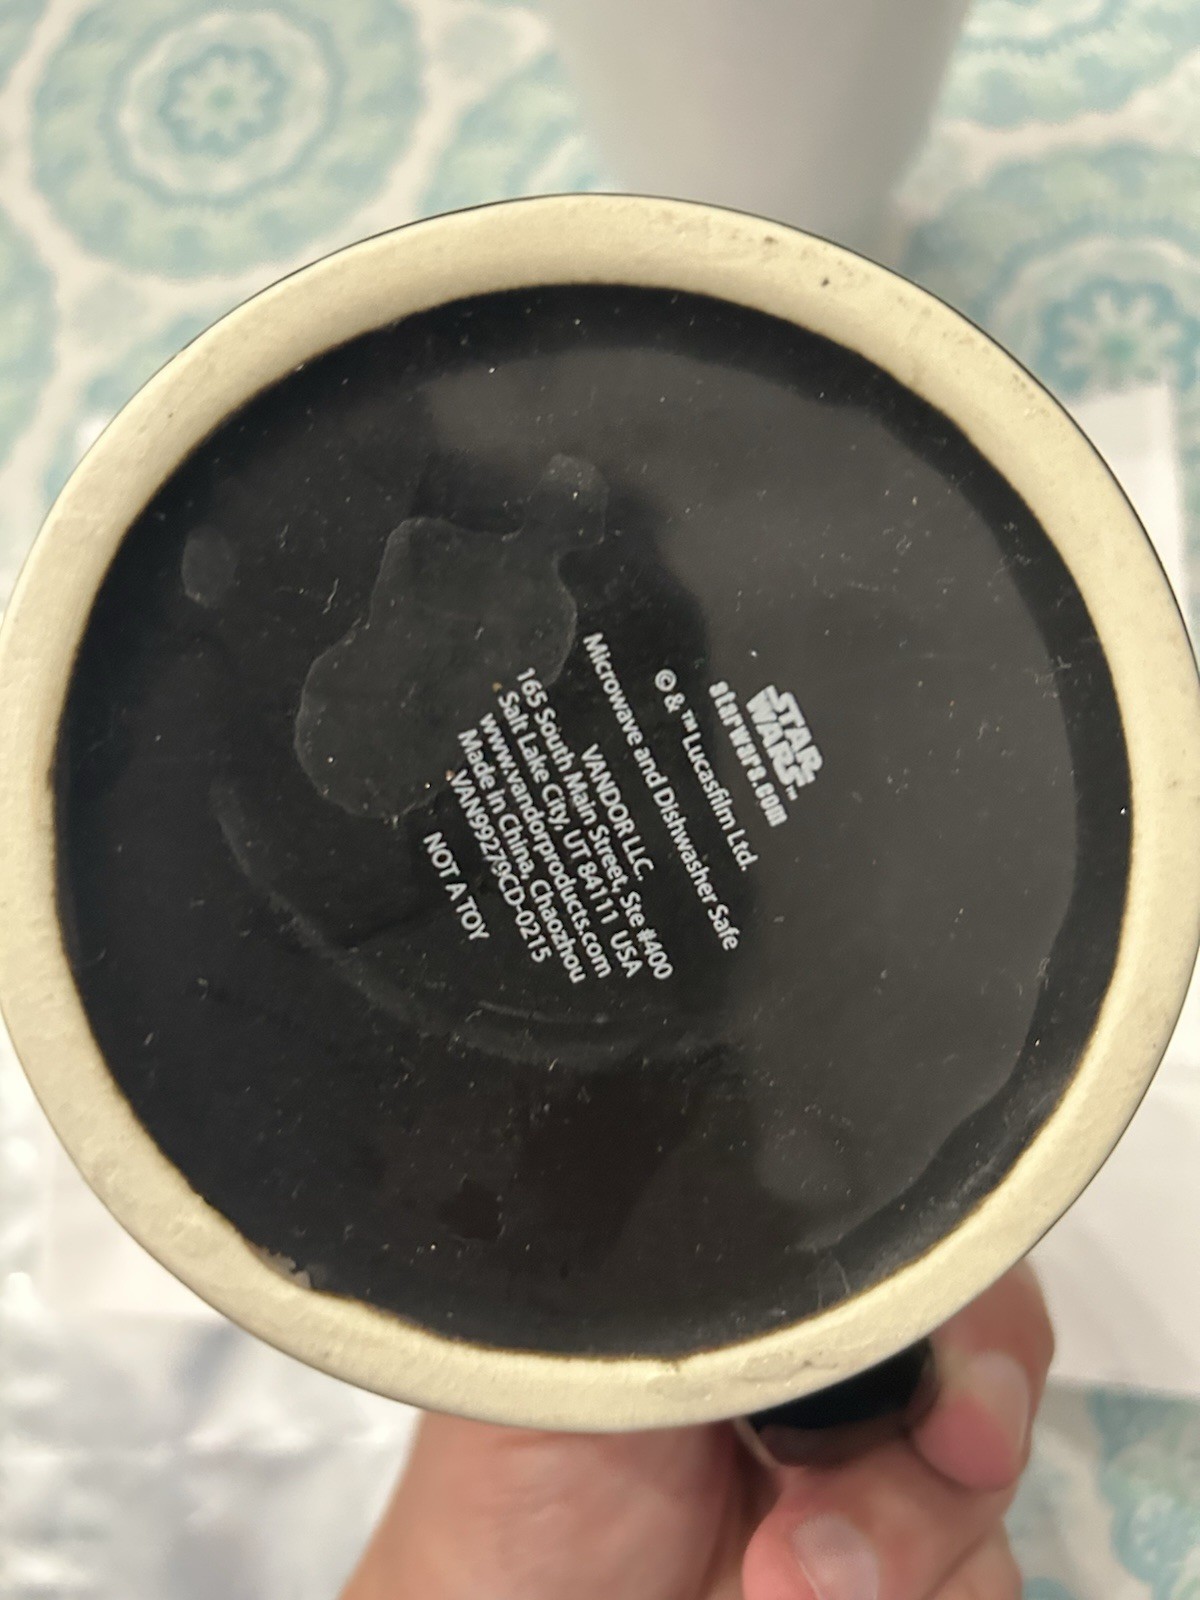 STAR
WARS™
starwars.com
© & ™ Lucasfilm Ltd.
Microwave and Dishwasher Safe
VANDOR LLC.
165 South Main Street, Ste #400
Salt Lake City, UT 84111 USA
www.vandorproducts.com
Made in China, Chaozhou
VAN99279CD-0215
NOT A TOY